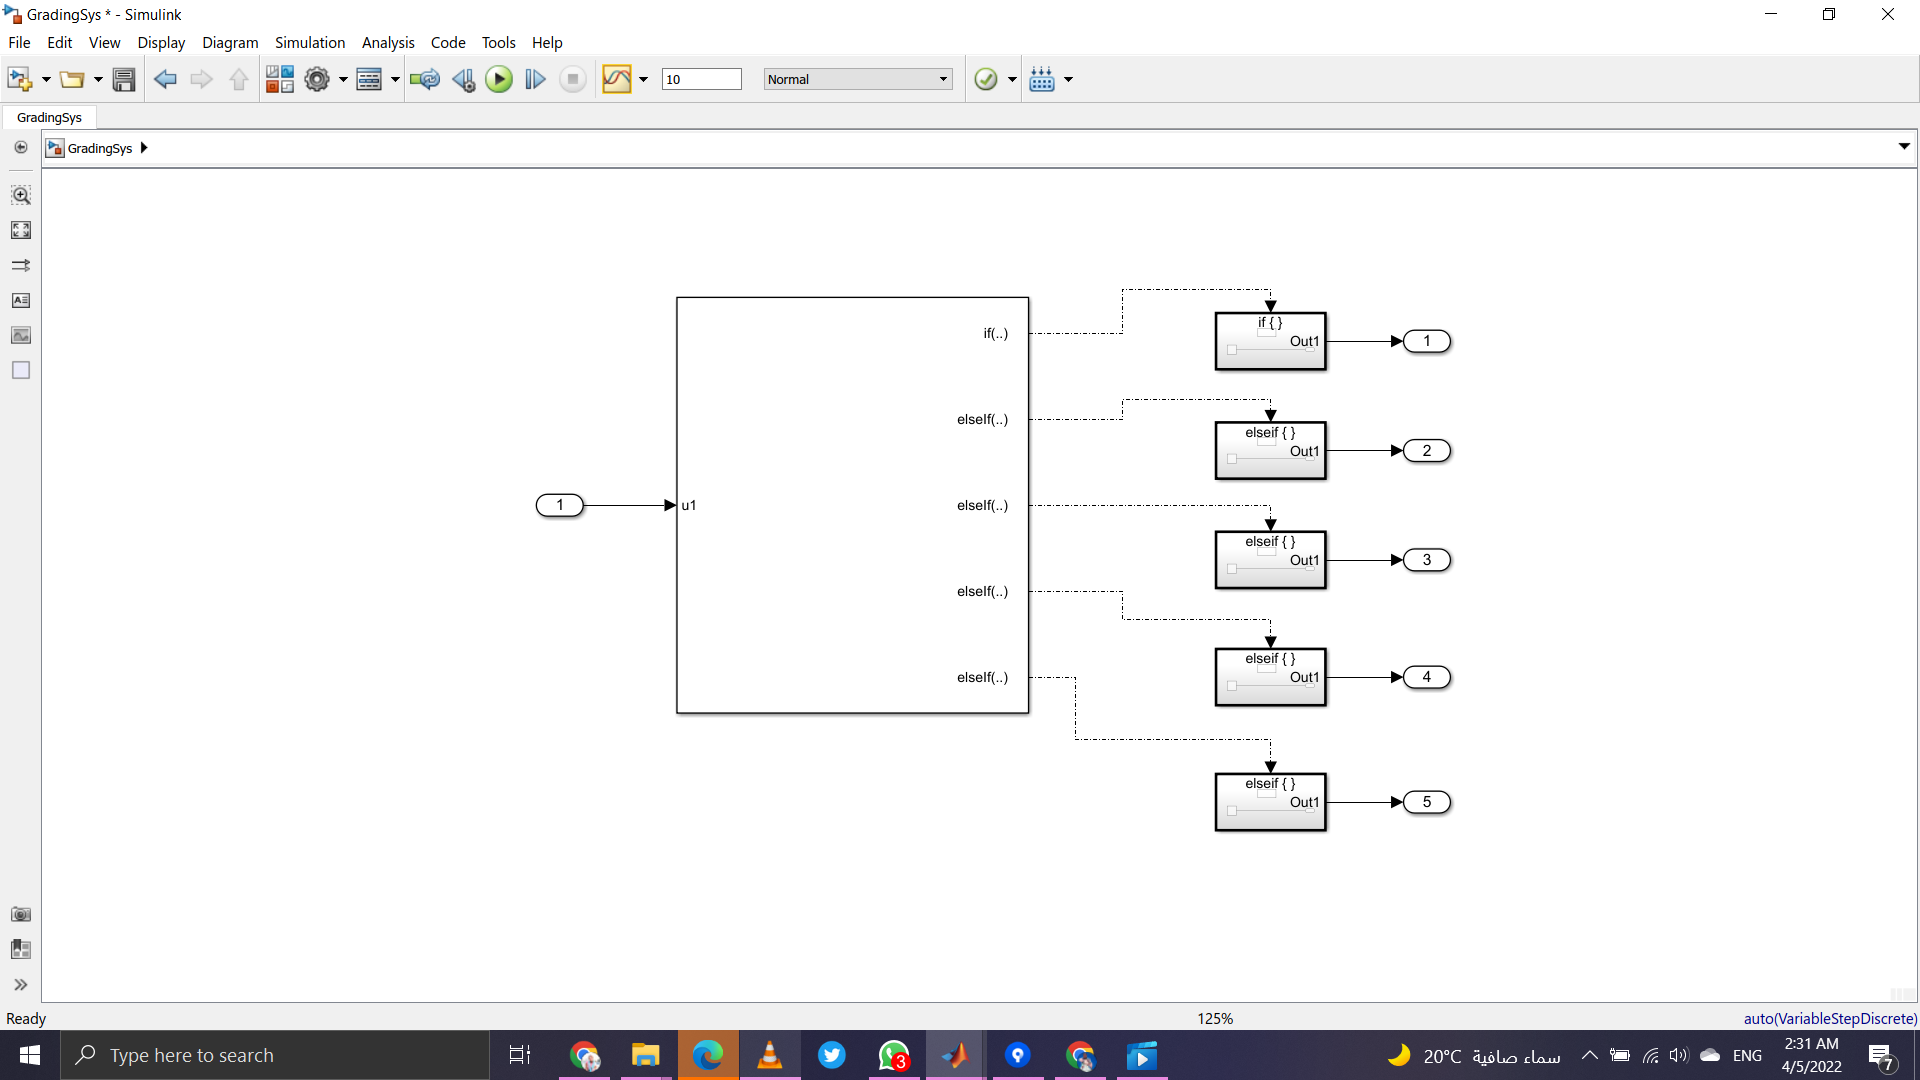 GradingSys * - Simulink
File Edit View Display Diagram Simulation Analysis Code Tools Help
10 Normal
GradingSys
GradingSys
if(..)
if { }
Out1
1
elseIf(..)
elseif { }
Out1
2
1
u1
elseIf(..)
elseif { }
Out1
3
elseIf(..)
elseif { }
Out1
4
elseIf(..)
elseif { }
Out1
5
Ready 125% auto(VariableStepDiscrete)
Type here to search
3
20°C سماء صافية
ENG
2:31 AM
4/5/2022
7